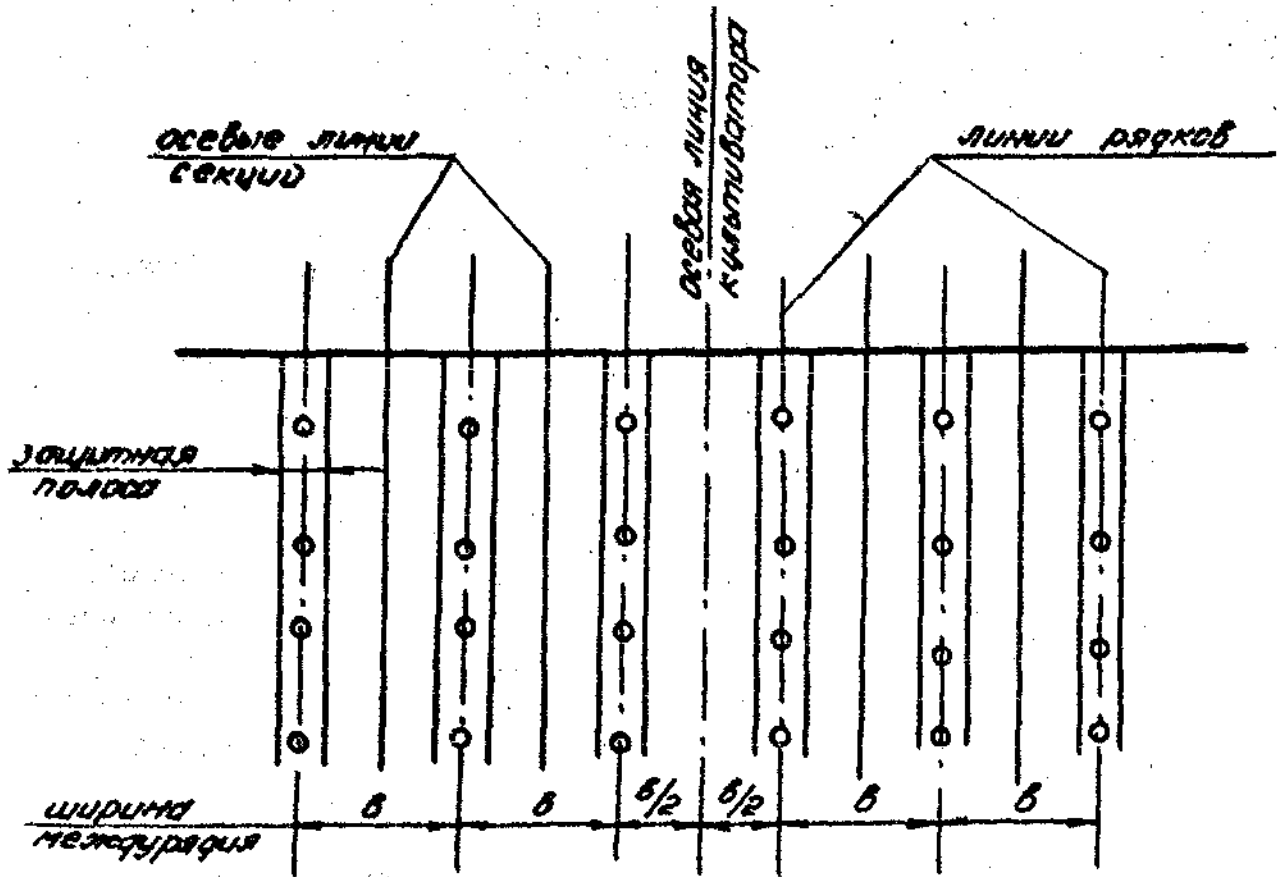 осевая линия
культиватора
осевые линии
секций
линии рядков
защитная
полоса
ширина
междурядия
в
в
в/2
в/2
в
в